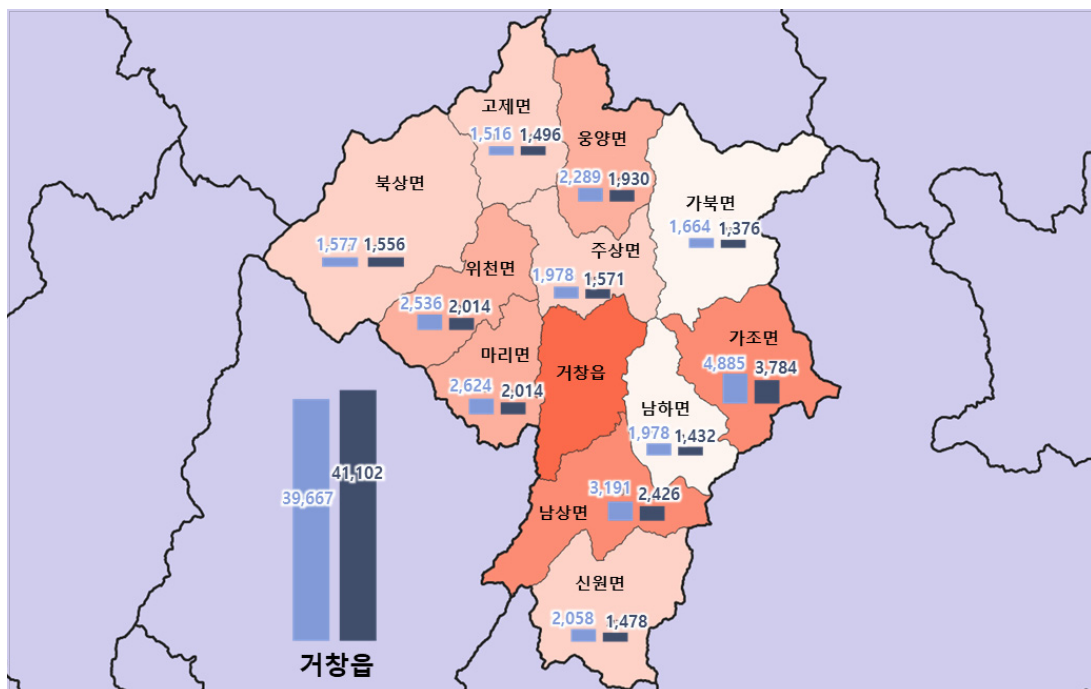 고제면
1,516 1,496
웅양면
2,289 1,930
북상면
1,577 1,556
가북면
1,664 1,376
주상면
1,978 1,571
위천면
2,536 2,014
마리면
2,624 2,014
거창읍
가조면
4,885 3,784
남하면
1,978 1,432
남상면
3,191 2,426
신원면
2,058 1,478
39,667 41,102
거창읍